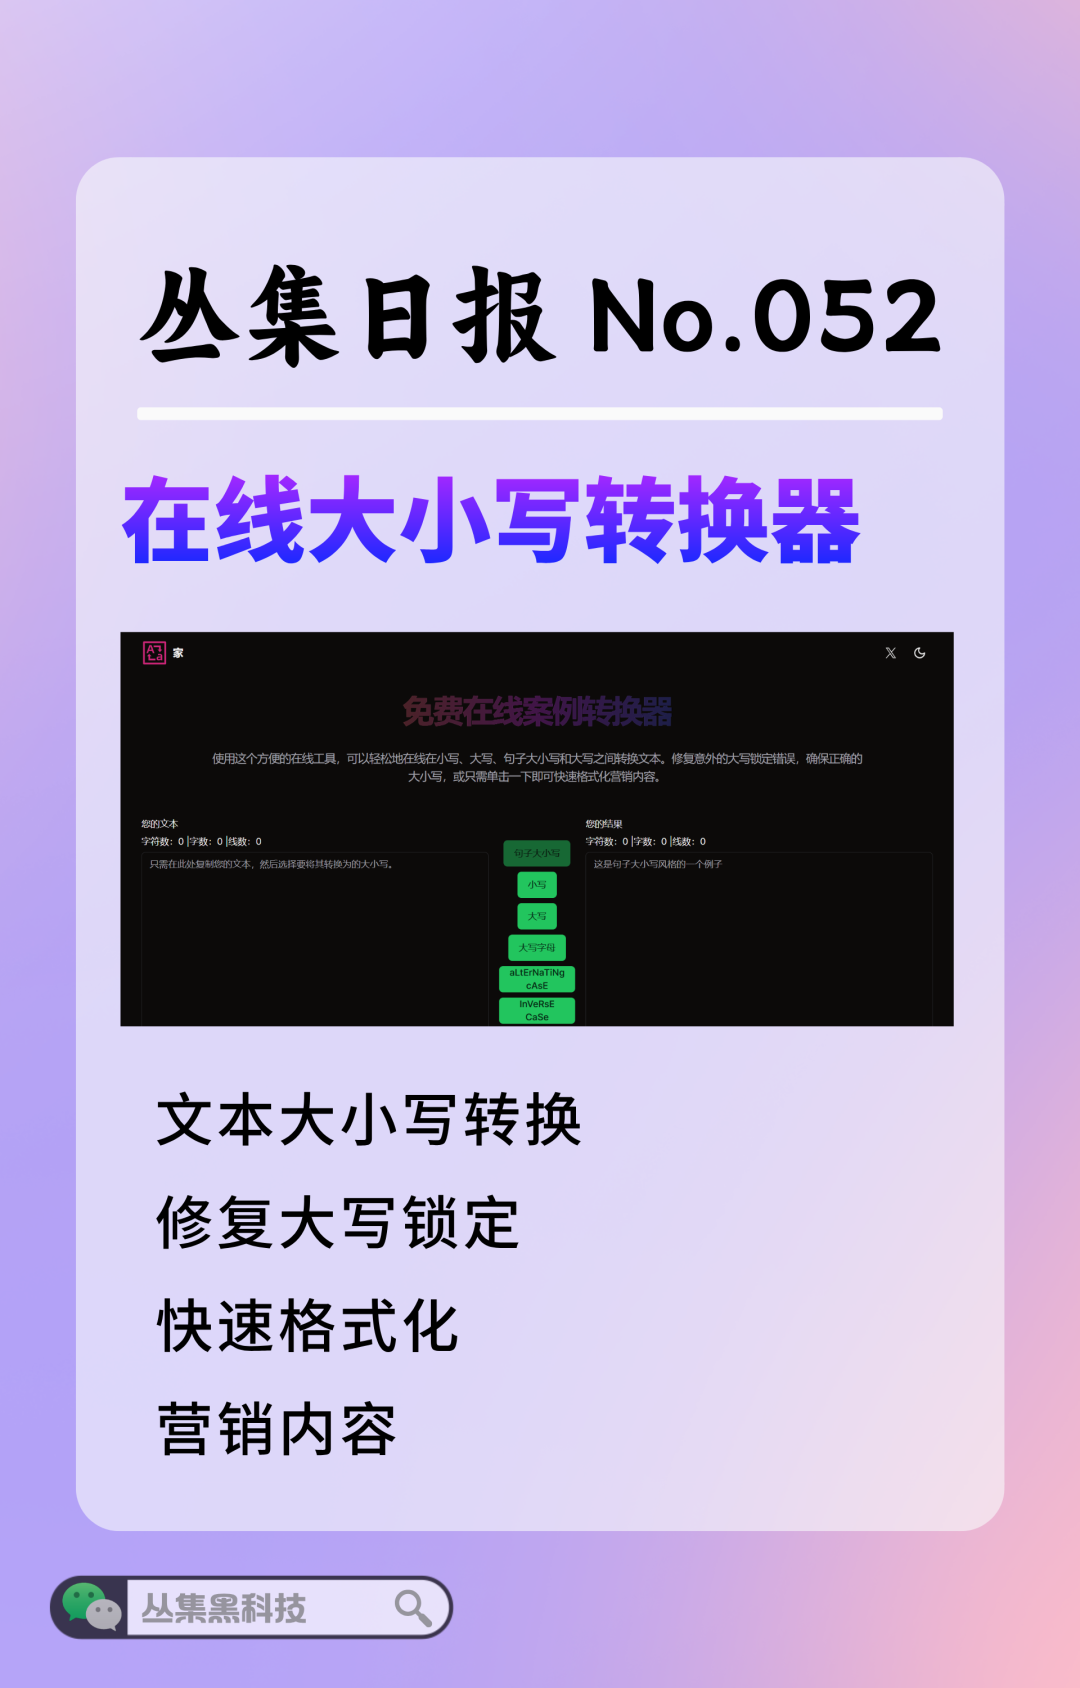 丛集日报 No.052
在线大小写转换器
家
免费在线案例转换器
使用这个方便的在线工具，可以轻松地在线在小写、大写、句子大小写和大写之间转换文本。修复意外的大写锁定错误，确保正确的
大小写，或只需单击一下即可快速格式化营销内容。
您的文本
字符数：0 |字数：0 |线数：0
只需在此处复制您的文本，然后选择要将其转换为的大小写。
句子大小写
小写
大写
大写字母
aLtErNaTiNg
cAsE
InVeRsE
CaSe
您的结果
字符数：0 |字数：0 |线数：0
这是句子大小写风格的一个例子
文本大小写转换
修复大写锁定
快速格式化
营销内容
丛集黑科技